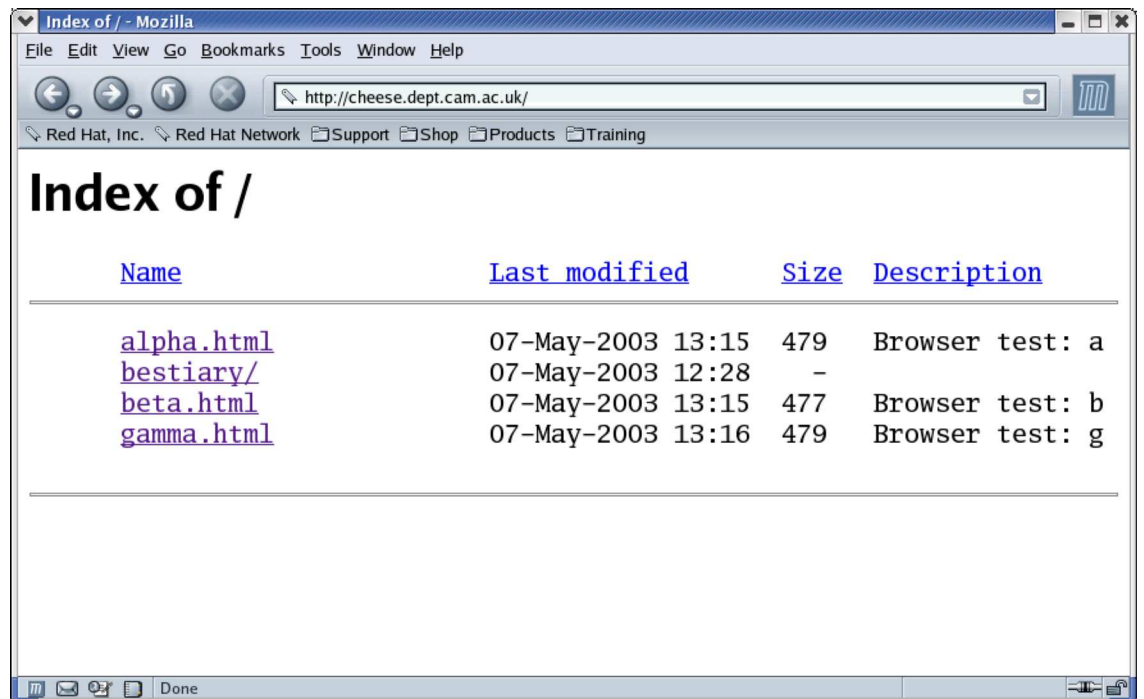 Index of / - Mozilla
File Edit View Go Bookmarks Tools Window Help
http://cheese.dept.cam.ac.uk/
Red Hat, Inc. Red Hat Network Support Shop Products Training
Index of /
Name Last modified Size Description
alpha.html 07-May-2003 13:15 479 Browser test: a
bestiary/ 07-May-2003 12:28 -
beta.html 07-May-2003 13:15 477 Browser test: b
gamma.html 07-May-2003 13:16 479 Browser test: g
Done